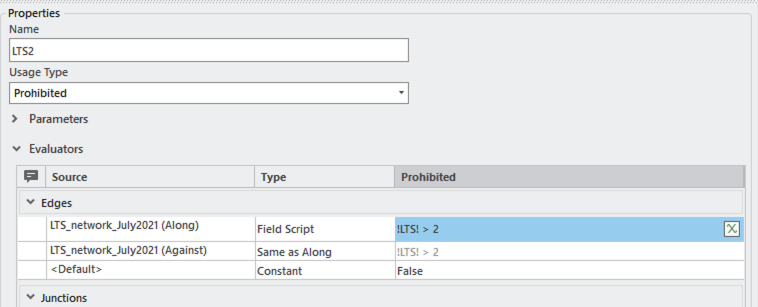 Properties
Name
LTS2
Usage Type
Prohibited
Parameters
Evaluators
Source Type Prohibited
Edges
LTS_network_July2021 (Along) Field Script !LTS! > 2
LTS_network_July2021 (Against) Same as Along !LTS! > 2
<Default> Constant False
Junctions